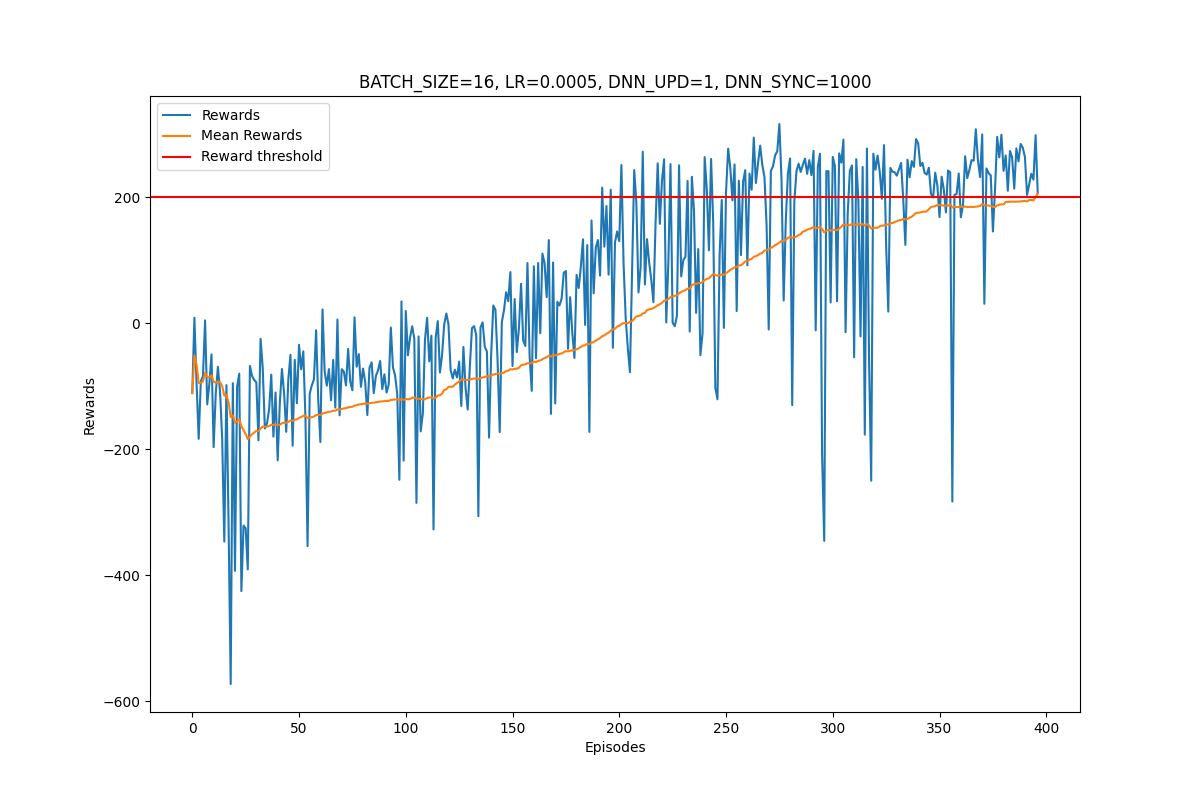 BATCH_SIZE=16, LR=0.0005, DNN_UPD=1, DNN_SYNC=1000
Rewards
Mean Rewards
Reward threshold
200
0
−200
−400
−600
Rewards
0 50 100 150 200 250 300 350 400
Episodes